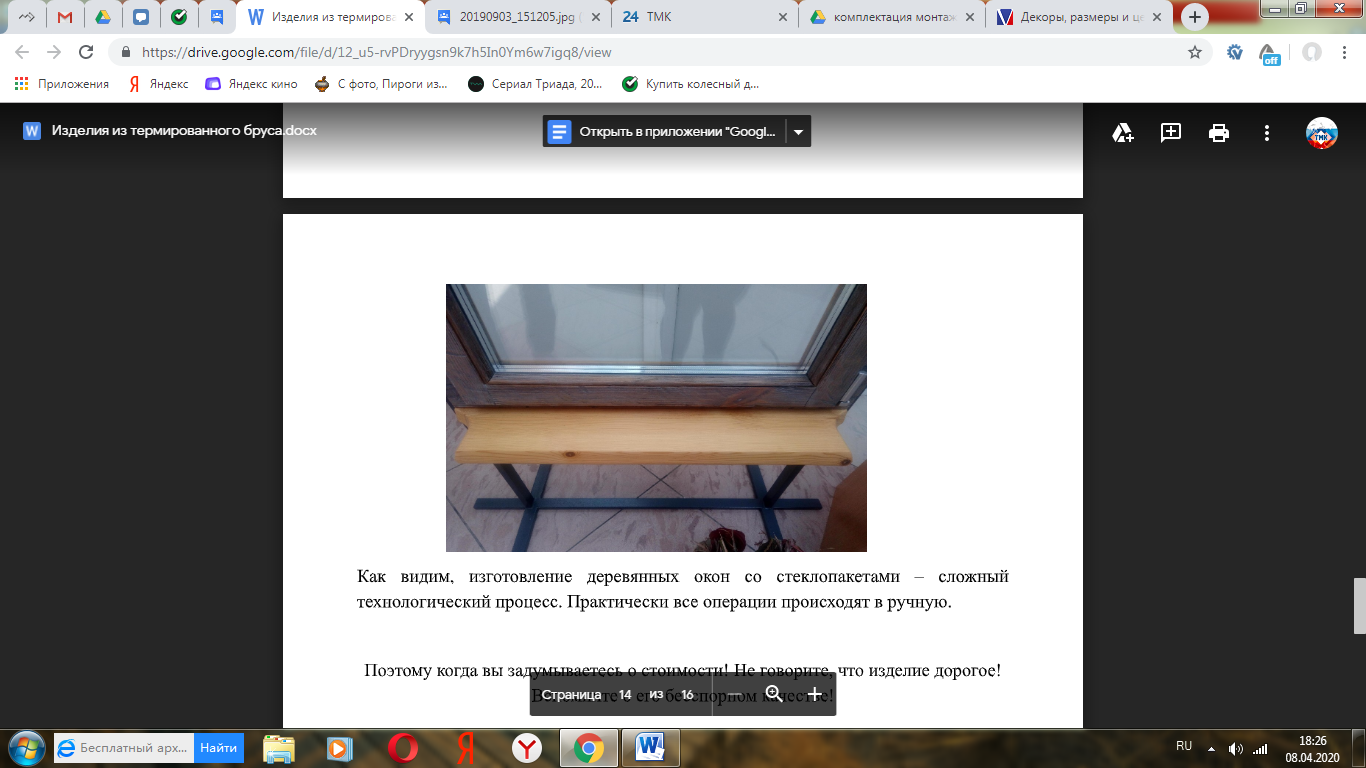 Изделия из термирова
20190903_151205.jpg (
24 ТМК
комплектация монтаж
Декоры, размеры и це
https://drive.google.com/file/d/12_u5-rvPDryygsn9k7h5In0Ym6w7igq8/view
off
Приложения
Яндекс
Яндекс кино
С фото, Пироги из...
Сериал Триада, 20...
Купить колесный д...
Изделия из термированного бруса.docx
Открыть в приложении "Googl...
ТМК
Как видим, изготовление деревянных окон со стеклопакетами – сложный
технологический процесс. Практически все операции происходят в ручную.
Поэтому когда вы задумываетесь о стоимости! Не говорите, что изделие дорогое!
о его бесспорном качестве!
Страница 14 из 16
Бесплатный арх...
Найти
RU
18:26
08.04.2020